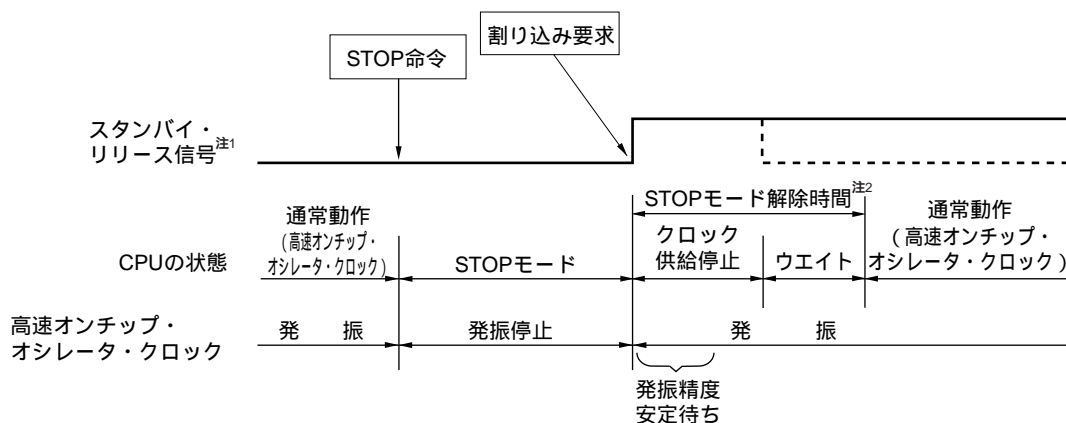 割り込み要求
STOP命令
スタンバイ・
リリース信号注1
STOPモード解除時間注2
通常動作
(高速オンチップ・
オシレータ・クロック)
クロック
供給停止
通常動作
(高速オンチップ・
オシレータ・クロック)
CPUの状態
STOPモード
ウエイト
高速オンチップ・
オシレータ・クロック
発　振
発振停止
発　振
発振精度
安定待ち